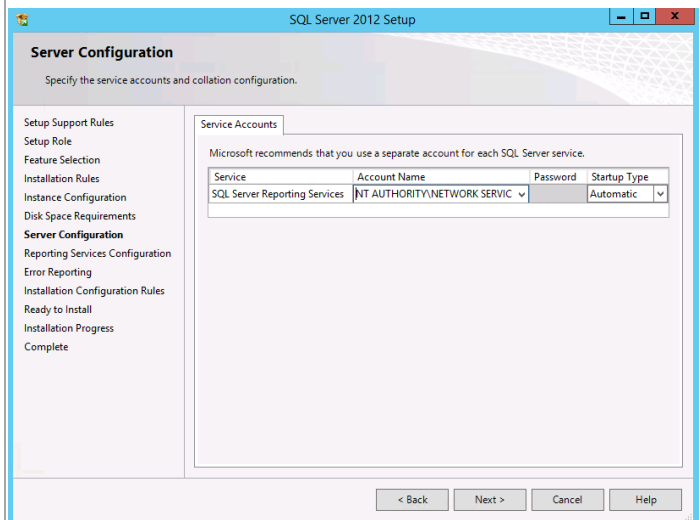 SQL Server 2012 Setup
Server Configuration
Specify the service accounts and collation configuration.
Setup Support Rules
Setup Role
Feature Selection
Installation Rules
Instance Configuration
Disk Space Requirements
Server Configuration
Reporting Services Configuration
Error Reporting
Installation Configuration Rules
Ready to Install
Installation Progress
Complete
Service Accounts
Microsoft recommends that you use a separate account for each SQL Server service.
Service Account Name Password Startup Type
SQL Server Reporting Services NT AUTHORITY\NETWORK SERVIC Automatic
< Back Next > Cancel Help